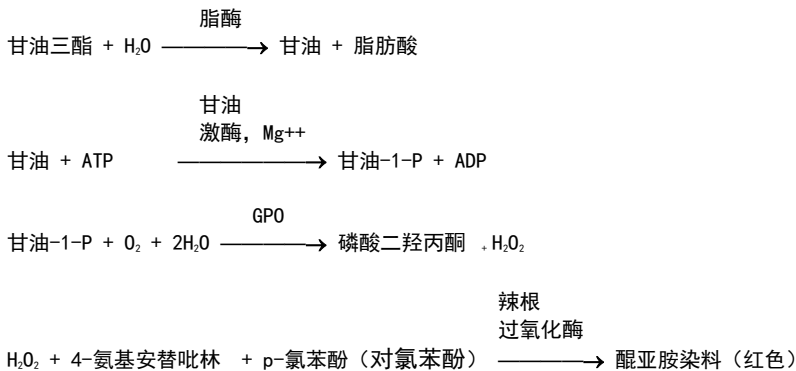 脂酶
甘油三酯 + H₂O ————→ 甘油 + 脂肪酸
甘油
激酶, Mg++
甘油 + ATP ————→ 甘油-1-P + ADP
GPO
甘油-1-P + O₂ + 2H₂O ————→ 磷酸二羟丙酮 + H₂O₂
辣根
过氧化酶
H₂O₂ + 4-氨基安替吡林 + p-氯苯酚（对氯苯酚） ————→ 醌亚胺染料（红色）